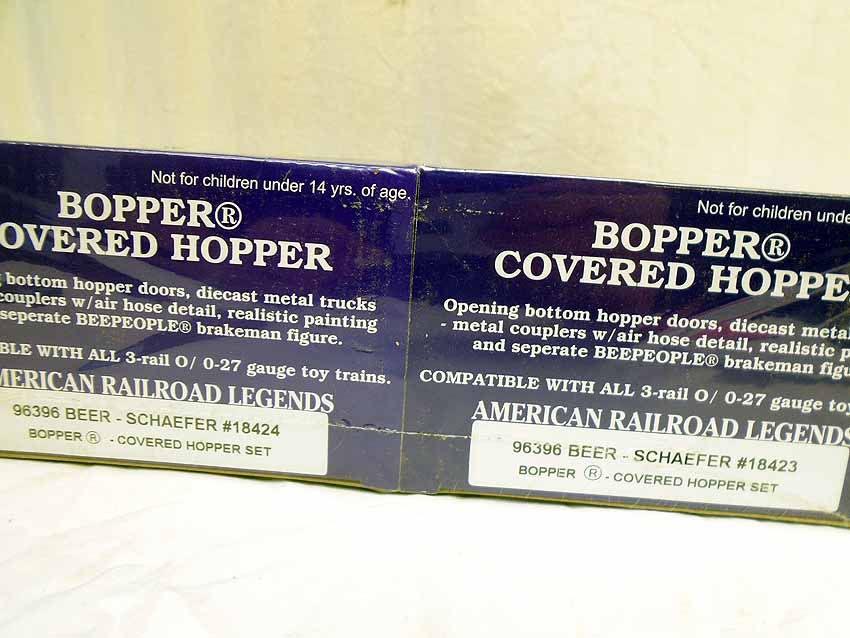 Not for children under 14 yrs. of age.
BOPPER®
OVERED HOPPER
bottom hopper doors, diecast metal trucks
couplers w/air hose detail, realistic painting
seperate BEEPEOPLE® brakeman figure.
BLE WITH ALL 3-rail O/ 0-27 gauge toy trains.
MERICAN RAILROAD LEGENDS
96396 BEER - SCHAEFER #18424
BOPPER ® - COVERED HOPPER SET
Not for children unde
BOPPER®
COVERED HOPPE
Opening bottom hopper doors, diecast metal
- metal couplers w/air hose detail, realistic p
and seperate BEEPEOPLE® brakeman figu
COMPATIBLE WITH ALL 3-rail O/ 0-27 gauge toy
AMERICAN RAILROAD LEGENDS
96396 BEER - SCHAEFER #18423
BOPPER ® - COVERED HOPPER SET